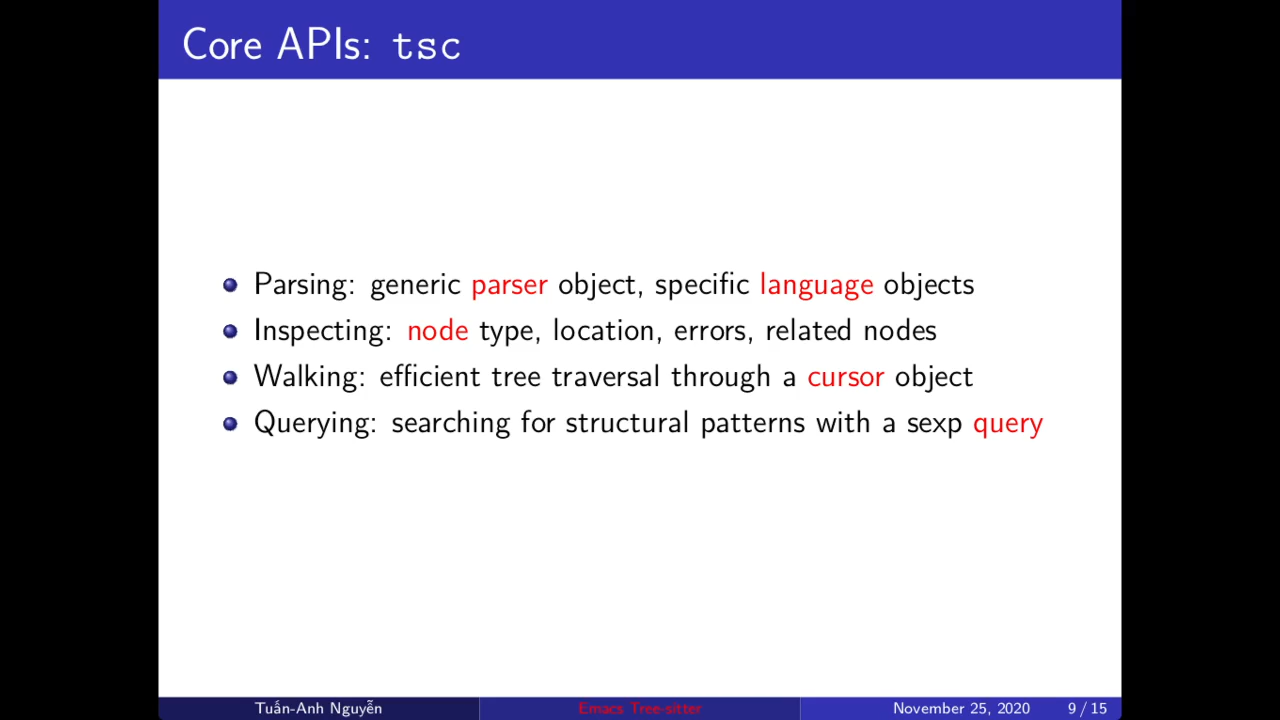 Core APIs: tsc
Parsing: generic parser object, specific language objects
Inspecting: node type, location, errors, related nodes
Walking: efficient tree traversal through a cursor object
Querying: searching for structural patterns with a sexp query
Tuấn-Anh Nguyễn
Emacs Tree-sitter
November 25, 2020
9 / 15